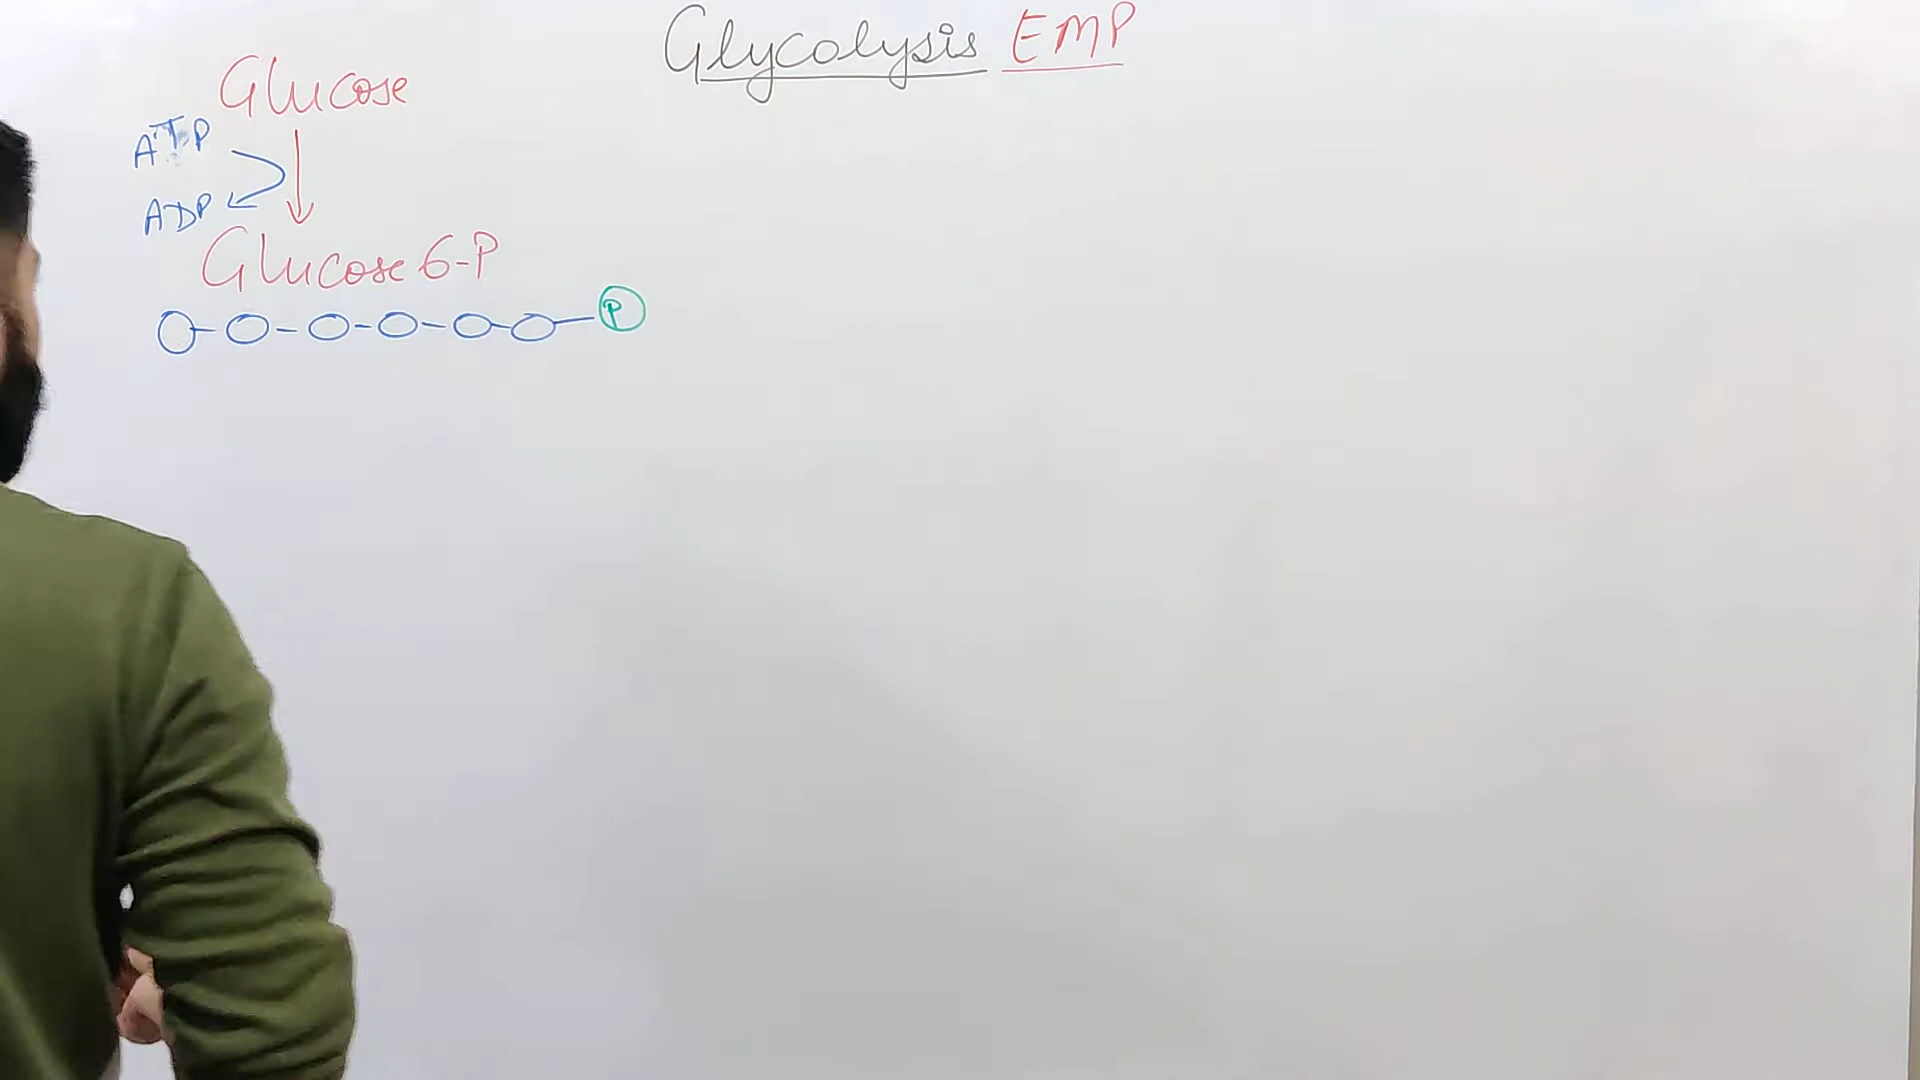 Glycolysis EMP
Glucose
ATP
ADP
Glucose 6-P
P